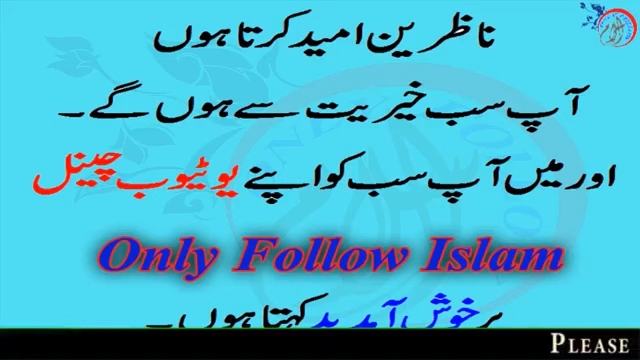 ناظرین امید کرتا ہوں
آپ سب خیریت سے ہوں گے۔
اور میں آپ سب کو اپنے یوٹیوب چینل
Only Follow Islam
پر خوش آمدید کہتا ہوں۔
PLEASE